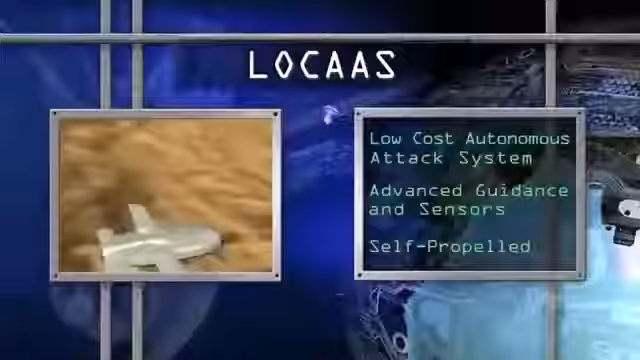 LOCAAS
Low Cost Autonomous
Attack System
Advanced Guidance
and Sensors
Self-Propelled